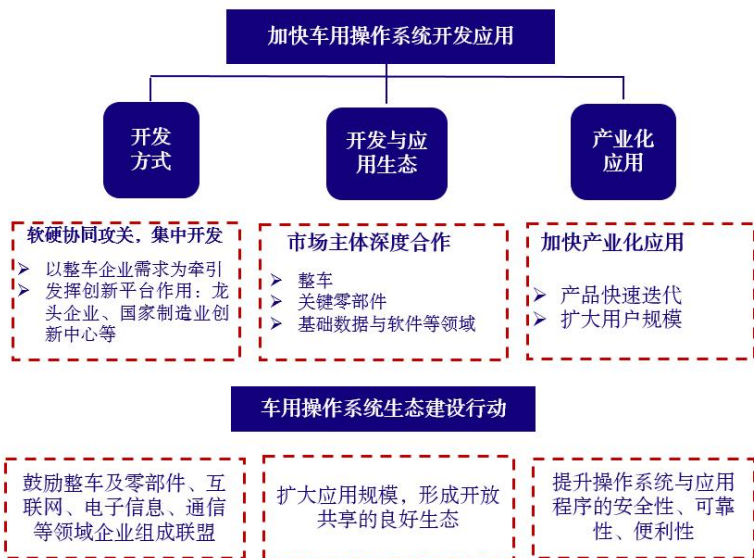 加快车用操作系统开发应用
开发
方式
开发与应
用生态
产业化
应用
软硬协同攻关，集中开发
➢ 以整车企业需求为牵引
➢ 发挥创新平台作用：龙
头企业、国家制造业创
新中心等
市场主体深度合作
➢ 整车
➢ 关键零部件
➢ 基础数据与软件等领域
加快产业化应用
➢ 产品快速迭代
➢ 扩大用户规模
车用操作系统生态建设行动
鼓励整车及零部件、互
联网、电子信息、通信
等领域企业组成联盟
扩大应用规模，形成开放
共享的良好生态
提升操作系统与应用
程序的安全性、可靠
性、便利性